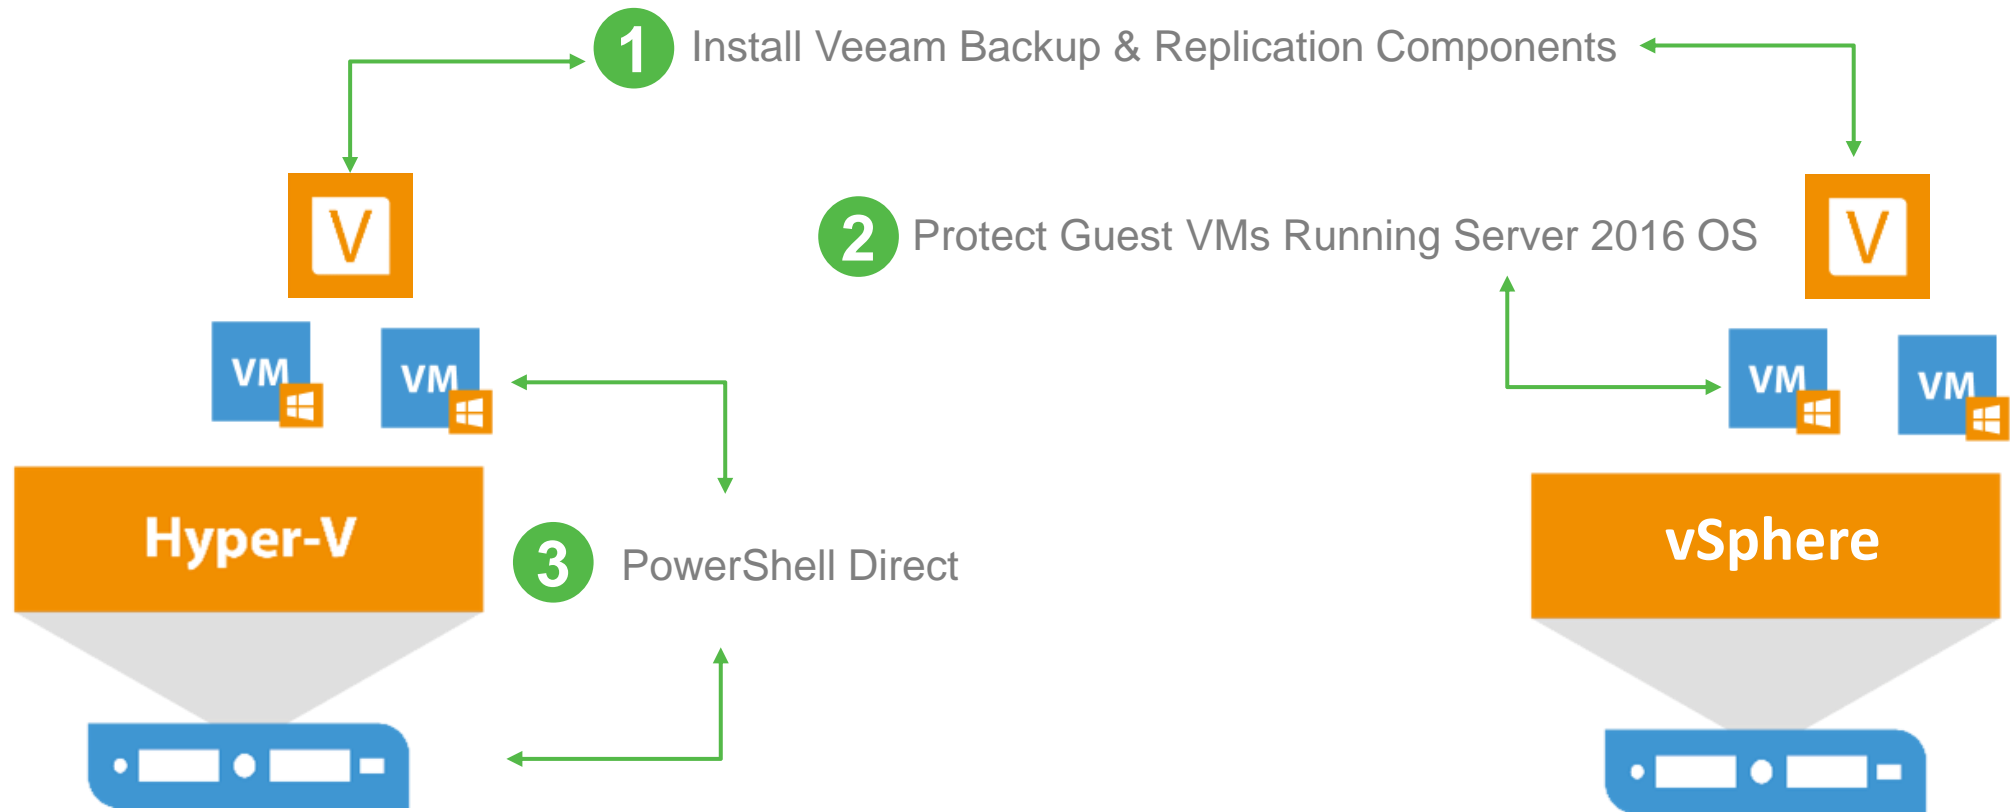 1 Install Veeam Backup & Replication Components
V
V
2 Protect Guest VMs Running Server 2016 OS
VM
VM
VM
VM
Hyper-V
vSphere
3 PowerShell Direct